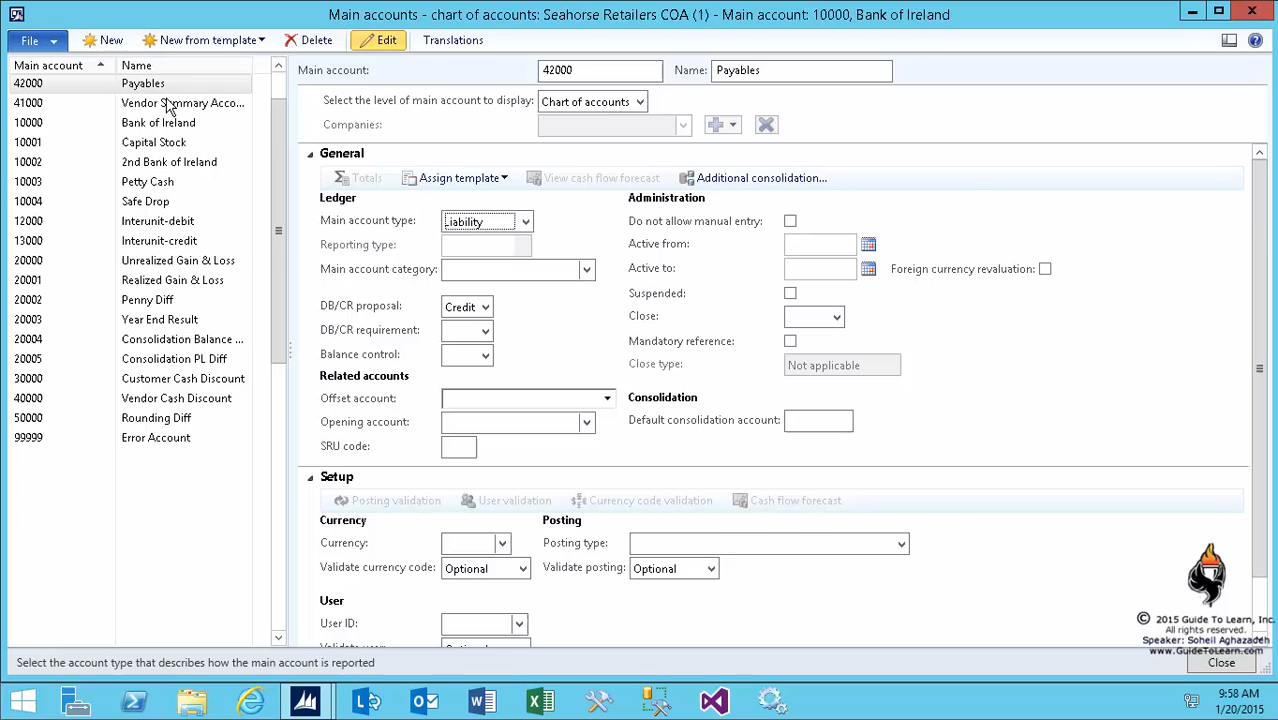 Main accounts - chart of accounts: Seahorse Retailers COA (1) - Main account: 10000, Bank of Ireland
File New New from template Delete Edit Translations
Main account Name
42000 Payables
41000 Vendor Summary Acco...
10000 Bank of Ireland
10001 Capital Stock
10002 2nd Bank of Ireland
10003 Petty Cash
10004 Safe Drop
12000 Interunit-debit
13000 Interunit-credit
20000 Unrealized Gain & Loss
20001 Realized Gain & Loss
20002 Penny Diff
20003 Year End Result
20004 Consolidation Balance ...
20005 Consolidation PL Diff
30000 Customer Cash Discount
40000 Vendor Cash Discount
50000 Rounding Diff
99999 Error Account
Main account: 42000 Name: Payables
Select the level of main account to display: Chart of accounts
Companies:
General
Totals Assign template View cash flow forecast Additional consolidation...
Ledger
Main account type: Liability
Reporting type:
Main account category:
DB/CR proposal: Credit
DB/CR requirement:
Balance control:
Related accounts
Offset account:
Opening account:
SRU code:
Administration
Do not allow manual entry:
Active from:
Active to: Foreign currency revaluation:
Suspended:
Close:
Mandatory reference:
Close type: Not applicable
Consolidation
Default consolidation account:
Setup
Posting validation User validation Currency code validation Cash flow forecast
Currency
Currency:
Validate currency code: Optional
Posting
Posting type:
Validate posting: Optional
User
User ID:
© 2015 Guide To Learn, Inc.
All rights reserved.
Speaker: Soheil Aghazadeh
www.GuideToLearn.com
Select the account type that describes how the main account is reported
Close
9:58 AM
1/20/2015